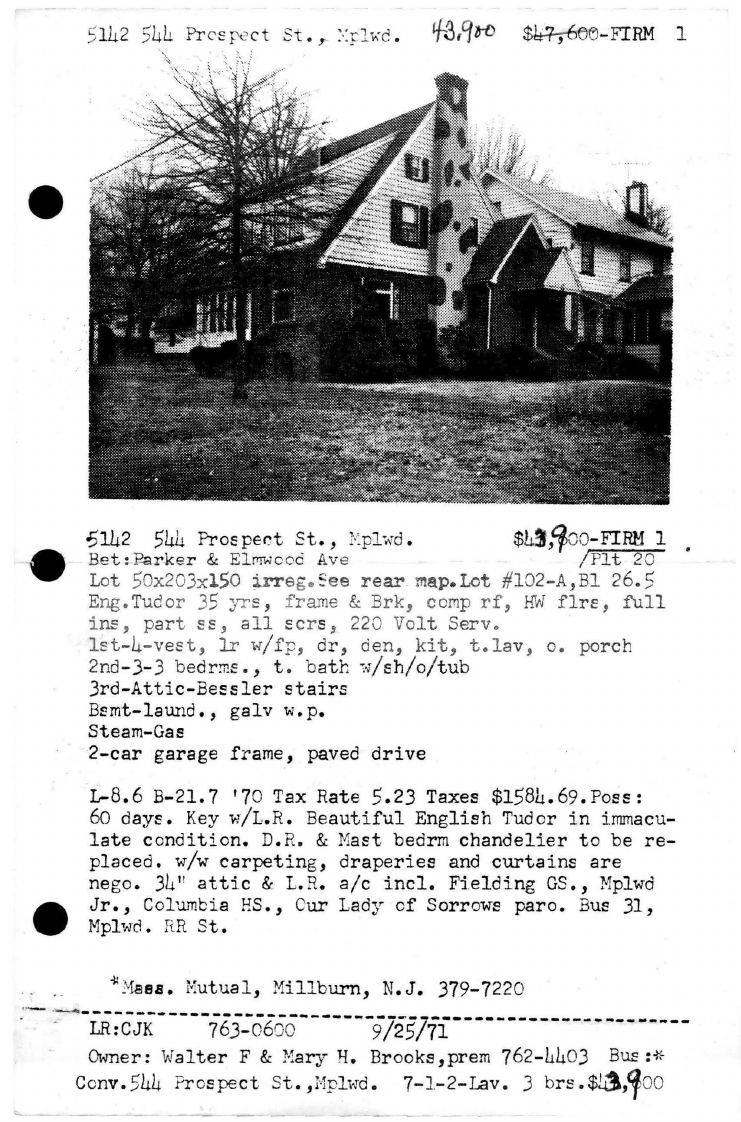 5142 544 Prospect St., Mplwd. 43,900 $47,600-FIRM 1
5142 544 Prospect St., Mplwd. $43,900-FIRM 1
Bet:Parker & Elmwood Ave /Plt 20
Lot 50x203x150 irreg.See rear map.Lot #102-A,Bl 26.5
Eng.Tudor 35 yrs, frame & Brk, comp rf, HW flrs, full
ins, part ss, all scrs, 220 Volt Serv.
1st-4-vest, lr w/fp, dr, den, kit, t.lav, o. porch
2nd-3-3 bedrms., t. bath w/sh/o/tub
3rd-Attic-Bessler stairs
Bsmt-laund., galv w.p.
Steam-Gas
2-car garage frame, paved drive
L-8.6 B-21.7 '70 Tax Rate 5.23 Taxes $1584.69.Poss:
60 days. Key w/L.R. Beautiful English Tudor in immacu-
late condition. D.R. & Mast bedrm chandelier to be re-
placed. w/w carpeting, draperies and curtains are
nego. 34" attic & L.R. a/c incl. Fielding GS., Mplwd
Jr., Columbia HS., Our Lady of Sorrows paro. Bus 31,
Mplwd. RR St.
*Mass. Mutual, Millburn, N.J. 379-7220
LR:CJK 763-0600 9/25/71
Owner: Walter F & Mary H. Brooks,prem 762-4403 Bus:*
Conv.544 Prospect St.,Mplwd. 7-1-2-Lav. 3 brs.$43,900